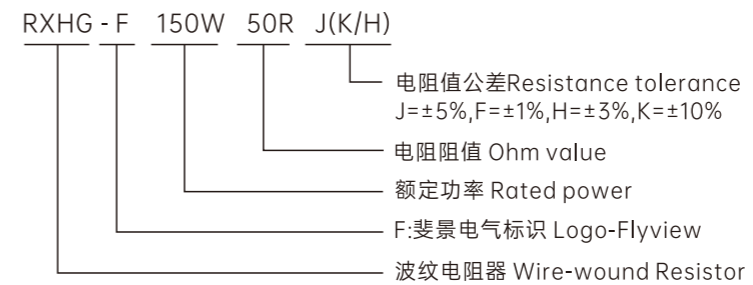 RXHG - F 150W 50R J(K/H)
电阻值公差Resistance tolerance
J=±5%,F=±1%,H=±3%,K=±10%
电阻阻值 Ohm value
额定功率 Rated power
F:斐景电气标识 Logo-Flyview
波纹电阻器 Wire-wound Resistor